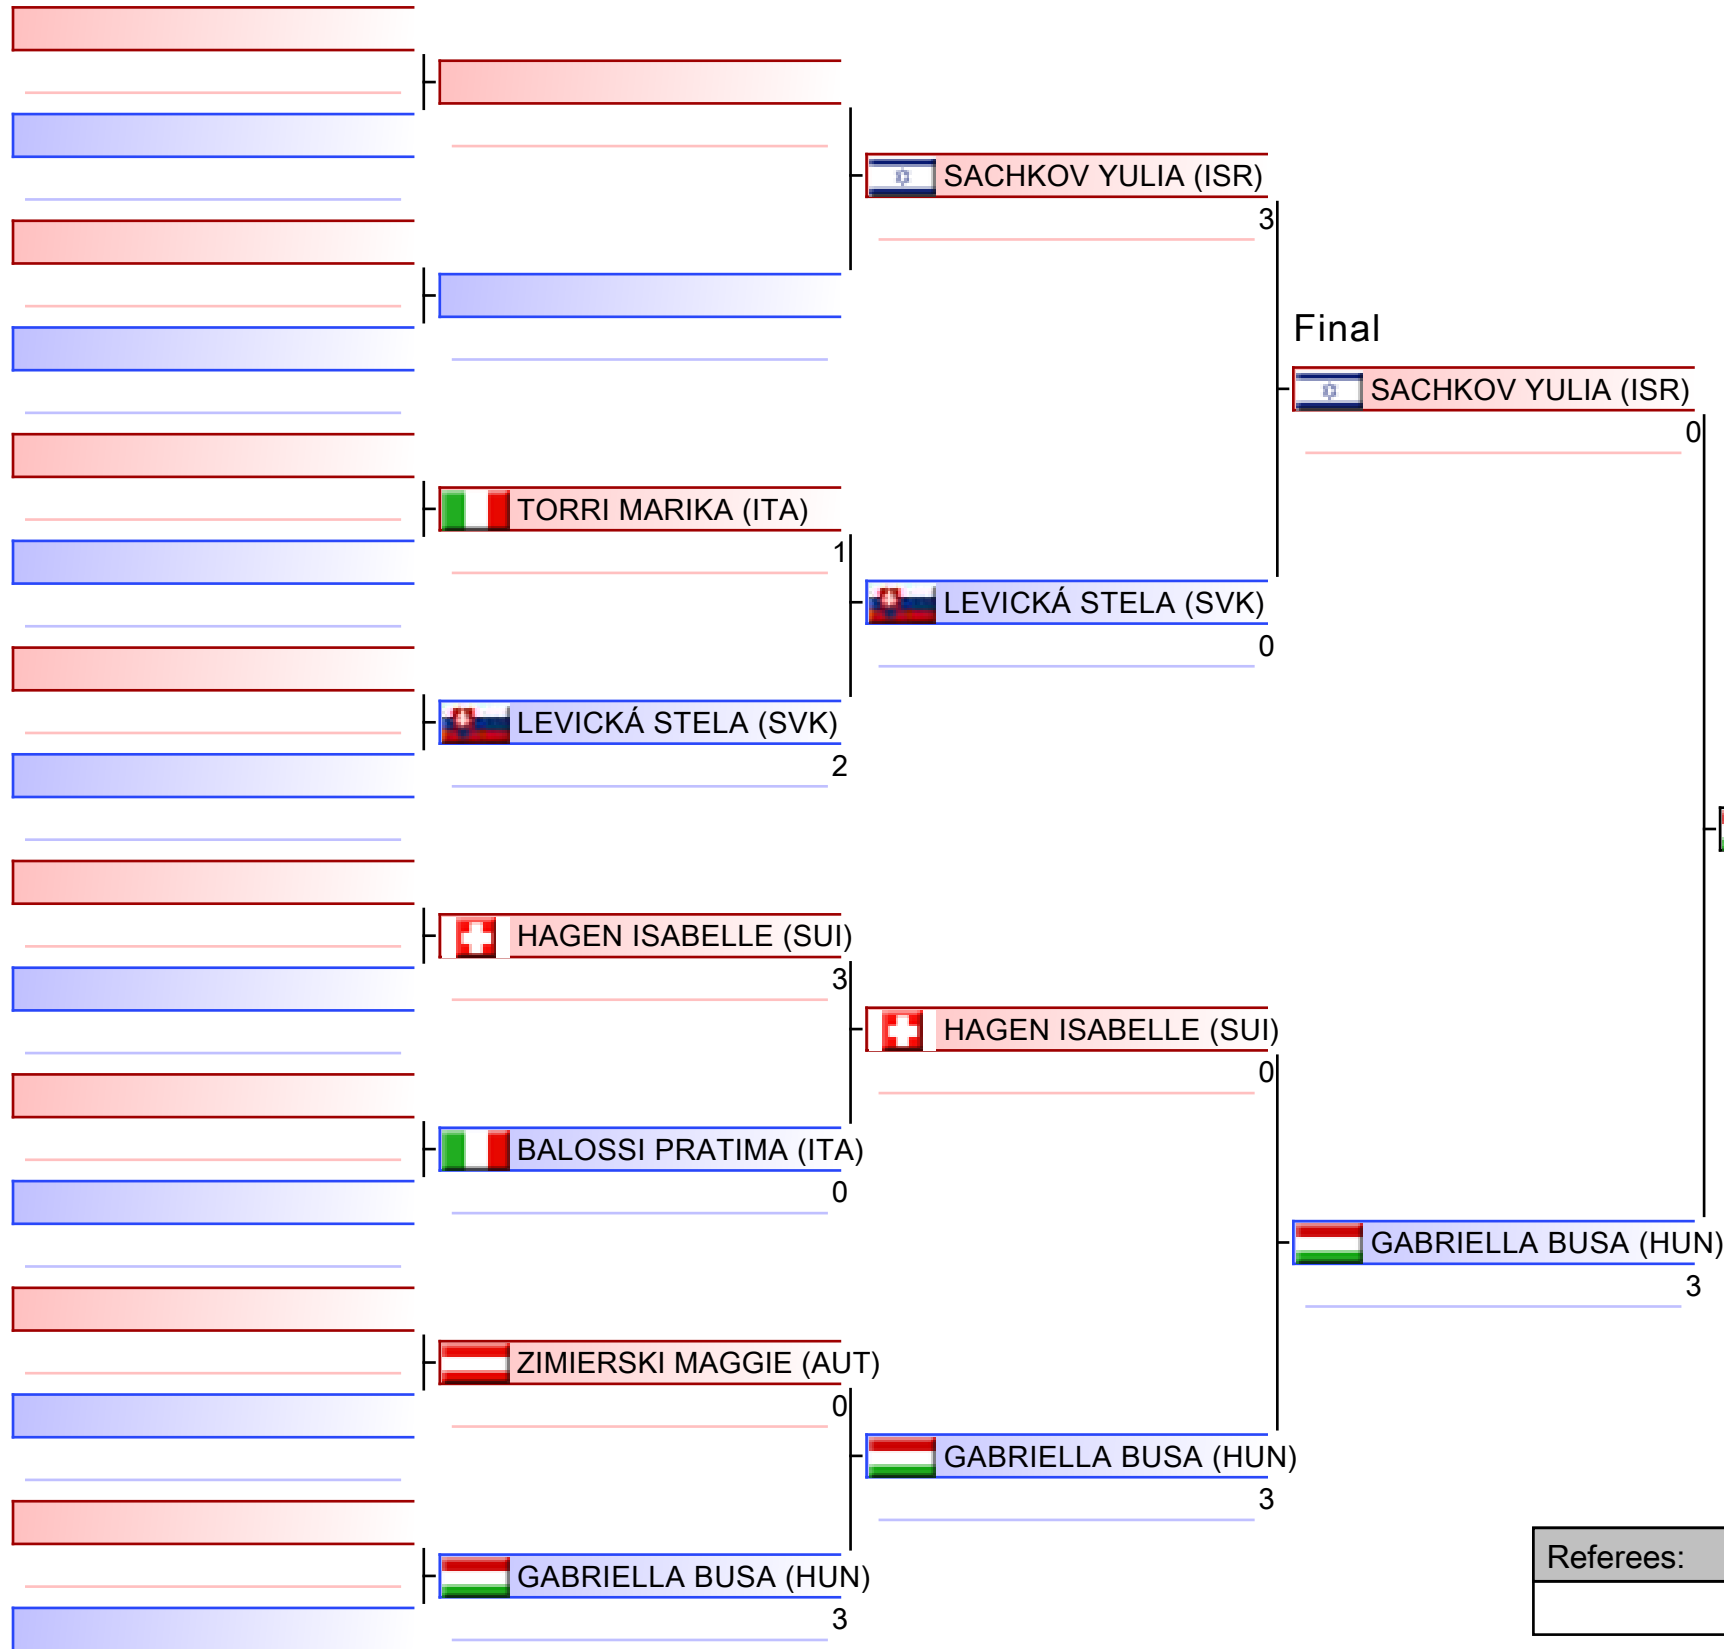 SACHKOV YULIA (ISR)
3
Final
SACHKOV YULIA (ISR)
0
TORRI MARIKA (ITA)
1
LEVICKÁ STELA (SVK)
0
LEVICKÁ STELA (SVK)
2
HAGEN ISABELLE (SUI)
3
HAGEN ISABELLE (SUI)
0
BALOSSI PRATIMA (ITA)
0
GABRIELLA BUSA (HUN)
3
ZIMIERSKI MAGGIE (AUT)
0
GABRIELLA BUSA (HUN)
3
GABRIELLA BUSA (HUN)
3
Referees: